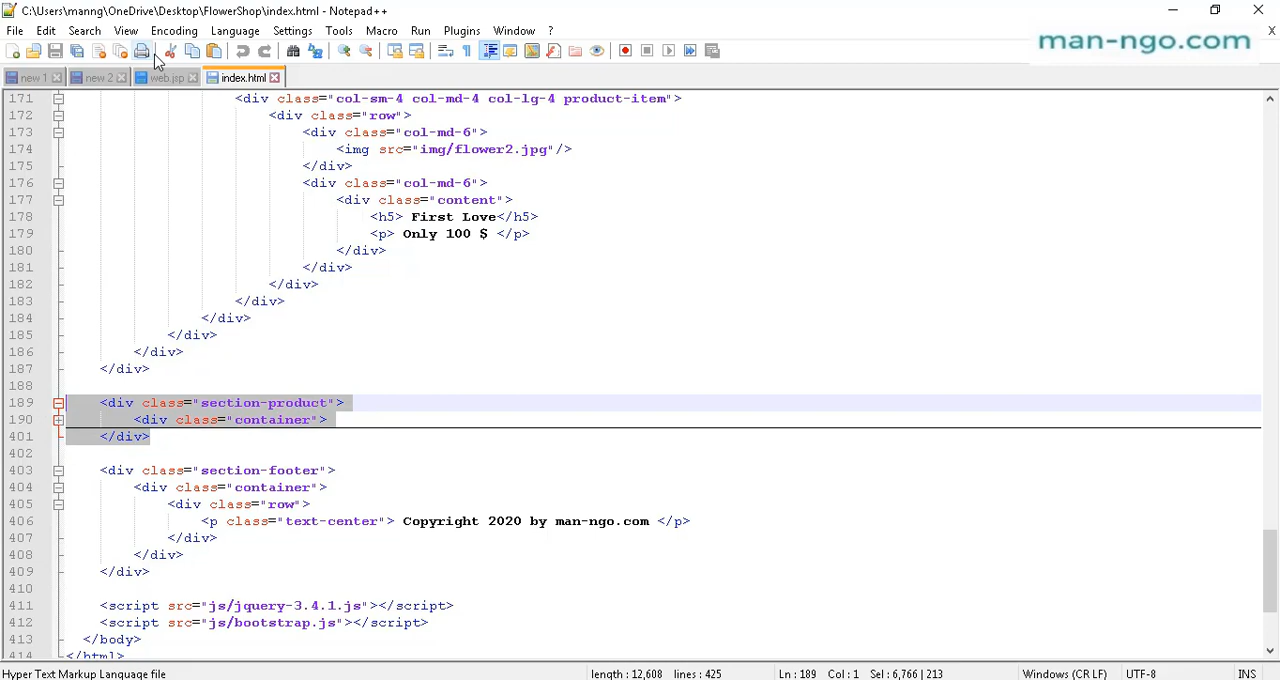 C:\Users\manng\OneDrive\Desktop\FlowerShop\index.html - Notepad++
File Edit Search View Encoding Language Settings Tools Macro Run Plugins Window ? X
man-ngo.com
new 1 new 2 web.jsp index.html
171 <div class="col-sm-4 col-md-4 col-lg-4 product-item">
172 <div class="row">
173 <div class="col-md-6">
174 <img src="img/flower2.jpg"/>
175 </div>
176 <div class="col-md-6">
177 <div class="content">
178 <h5> First Love</h5>
179 <p> Only 100 $ </p>
180 </div>
181 </div>
182 </div>
183 </div>
184 </div>
185 </div>
186 </div>
187 </div>
188
189 <div class="section-product">
190 <div class="container">
401 </div>
402
403 <div class="section-footer">
404 <div class="container">
405 <div class="row">
406 <p class="text-center"> Copyright 2020 by man-ngo.com </p>
407 </div>
408 </div>
409 </div>
410
411 <script src="js/jquery-3.4.1.js"></script>
412 <script src="js/bootstrap.js"></script>
413 </body>
414 </html>
Hyper Text Markup Language file length : 12,608 lines : 425 Ln : 189 Col : 1 Sel : 6,766 | 213 Windows (CR LF) UTF-8 INS